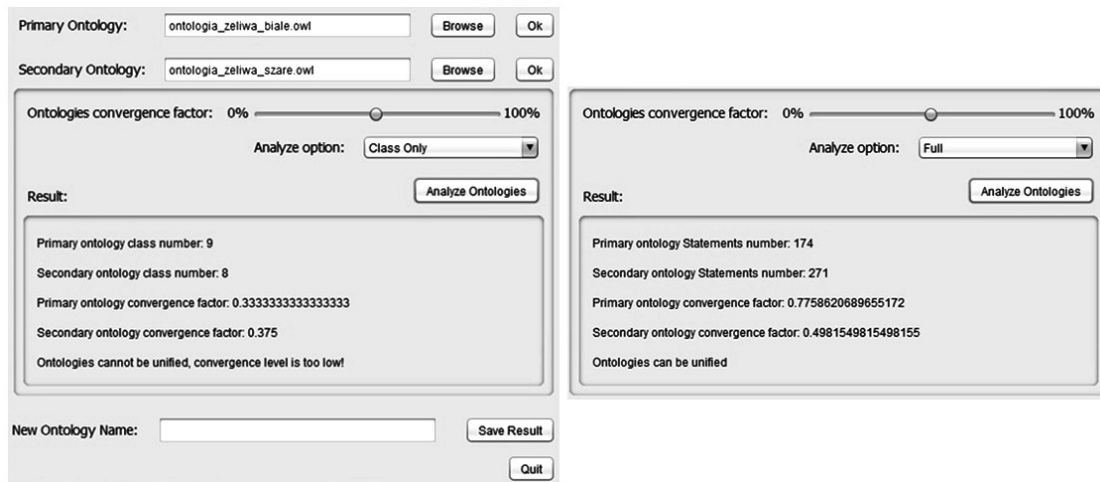 Primary Ontology: ontologia_zeliwa_biale.owl Browse Ok
Secondary Ontology: ontologia_zeliwa_szare.owl Browse Ok
Ontologies convergence factor: 0% 100%
Analyze option: Class Only
Analyze Ontologies
Result:
Primary ontology class number: 9
Secondary ontology class number: 8
Primary ontology convergence factor: 0.3333333333333333
Secondary ontology convergence factor: 0.375
Ontologies cannot be unified, convergence level is too low!
New Ontology Name: Save Result
Quit
Ontologies convergence factor: 0% 100%
Analyze option: Full
Analyze Ontologies
Result:
Primary ontology Statements number: 174
Secondary ontology Statements number: 271
Primary ontology convergence factor: 0.7758620689655172
Secondary ontology convergence factor: 0.4981549815498155
Ontologies can be unified